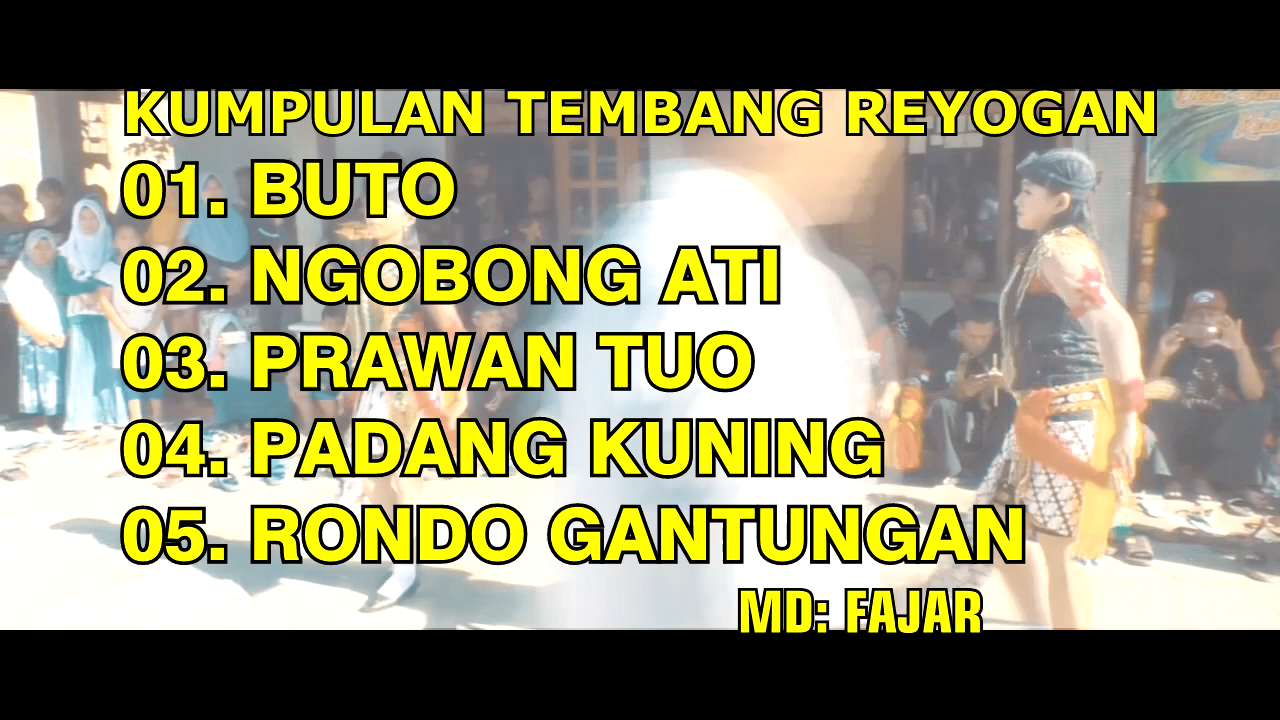 KUMPULAN TEMBANG REYOGAN
01. BUTO
02. NGOBONG ATI
03. PRAWAN TUO
04. PADANG KUNING
05. RONDO GANTUNGAN
MD: FAJAR